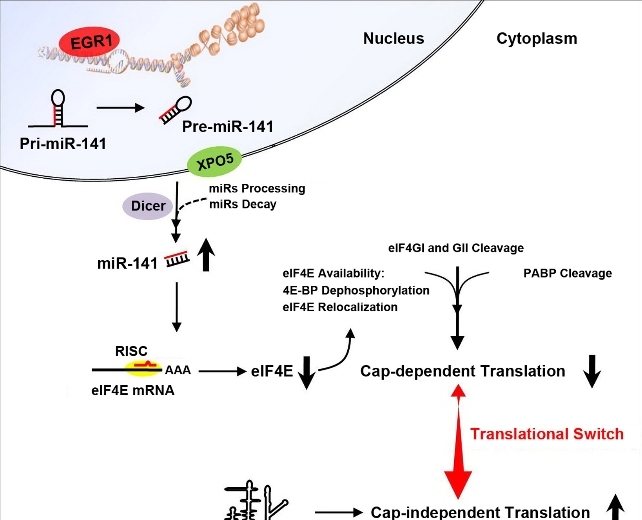 EGR1
Nucleus
Cytoplasm
Pri-miR-141
Pre-miR-141
XPO5
Dicer
miRs Processing
miRs Decay
miR-141
eIF4GI and GII Cleavage
eIF4E Availability:
4E-BP Dephosphorylation
eIF4E Relocalization
PABP Cleavage
RISC
AAA
eIF4E mRNA
eIF4E
Cap-dependent Translation
Translational Switch
Cap-independent Translation